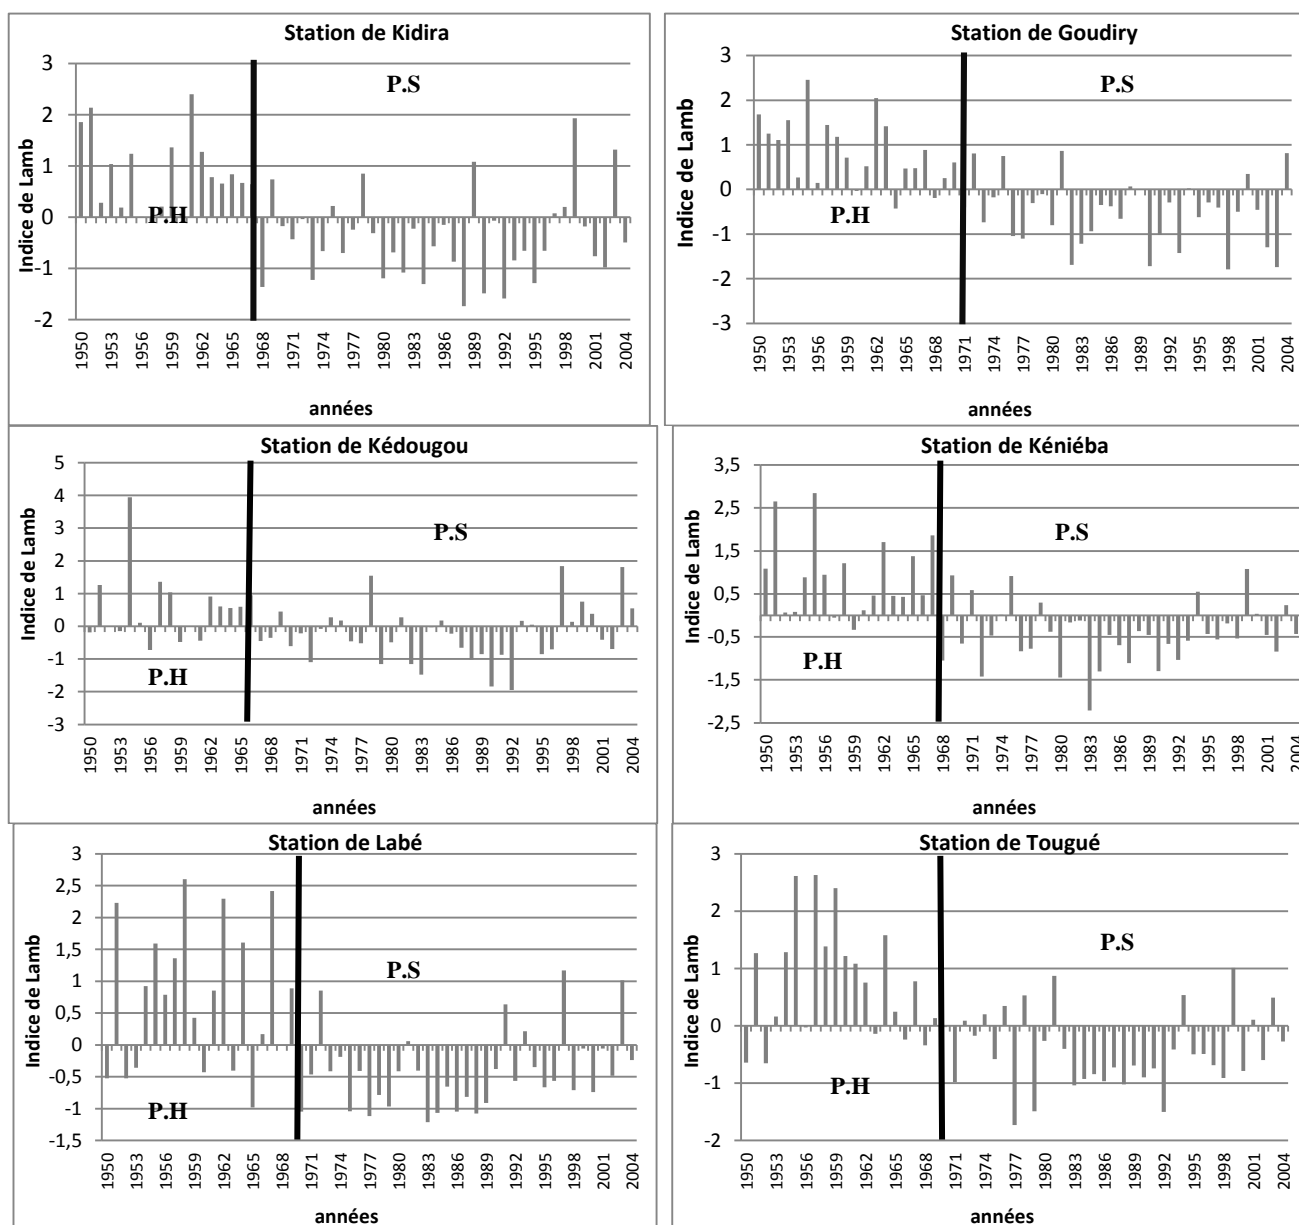 Station de Kidira
Indice de Lamb
3
2
1
0
-1
-2
P.S
P.H
1950 1953 1956 1959 1962 1965 1968 1971 1974 1977 1980 1983 1986 1989 1992 1995 1998 2001 2004
années
Station de Goudiry
Indice de Lamb
3
2
1
0
-1
-2
-3
P.S
P.H
1950 1953 1956 1959 1962 1965 1968 1971 1974 1977 1980 1983 1986 1989 1992 1995 1998 2001 2004
années
Station de Kédougou
Indice de Lamb
5
4
3
2
1
0
-1
-2
-3
P.S
P.H
1950 1953 1956 1959 1962 1965 1968 1971 1974 1977 1980 1983 1986 1989 1992 1995 1998 2001 2004
années
Station de Kéniéba
Indice de Lamb
3,5
2,5
1,5
0,5
-0,5
-1,5
-2,5
P.S
P.H
1950 1953 1956 1959 1962 1965 1968 1971 1974 1977 1980 1983 1986 1989 1992 1995 1998 2001 2004
années
Station de Labé
Indice de Lamb
3
2,5
2
1,5
1
0,5
0
-0,5
-1
-1,5
P.S
P.H
1950 1953 1956 1959 1962 1965 1968 1971 1974 1977 1980 1983 1986 1989 1992 1995 1998 2001 2004
années
Station de Tougué
Indice de Lamb
3
2
1
0
-1
-2
P.S
P.H
1950 1953 1956 1959 1962 1965 1968 1971 1974 1977 1980 1983 1986 1989 1992 1995 1998 2001 2004
années